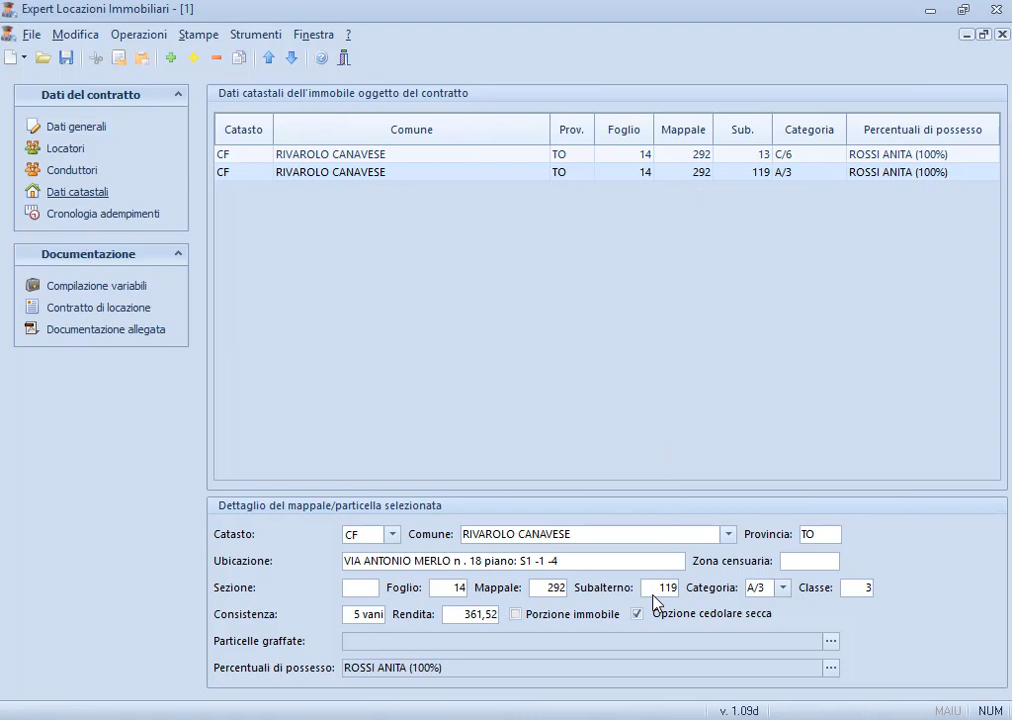 Expert Locazioni Immobiliari - [1]
File Modifica Operazioni Stampe Strumenti Finestra ?
Dati del contratto
Dati generali
Locatori
Conduttori
Dati catastali
Cronologia adempimenti
Documentazione
Compilazione variabili
Contratto di locazione
Documentazione allegata
Dati catastali dell'immobile oggetto del contratto
Catasto Comune Prov. Foglio Mappale Sub. Categoria Percentuali di possesso
CF RIVAROLO CANAVESE TO 14 292 13 C/6 ROSSI ANITA (100%)
CF RIVAROLO CANAVESE TO 14 292 119 A/3 ROSSI ANITA (100%)
Dettaglio del mappale/particella selezionata
Catasto: CF Comune: RIVAROLO CANAVESE Provincia: TO
Ubicazione: VIA ANTONIO MERLO n . 18 piano: S1 -1 -4 Zona censuaria:
Sezione: Foglio: 14 Mappale: 292 Subalterno: 119 Categoria: A/3 Classe: 3
Consistenza: 5 vani Rendita: 361,52 Porzione immobile Opzione cedolare secca
Particelle graffate: ...
Percentuali di possesso: ROSSI ANITA (100%) ...
v. 1.09d MAIU NUM